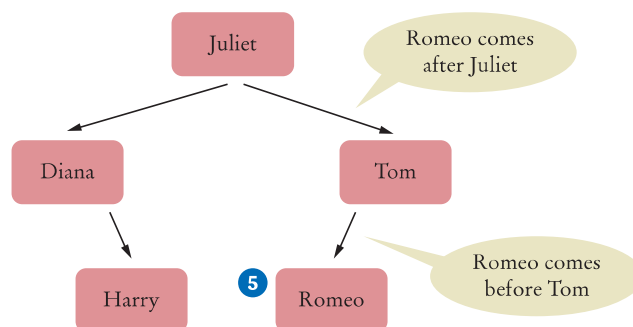 Juliet
Romeo comes
after Juliet
Diana
Tom
Harry
5
Romeo
Romeo comes
before Tom